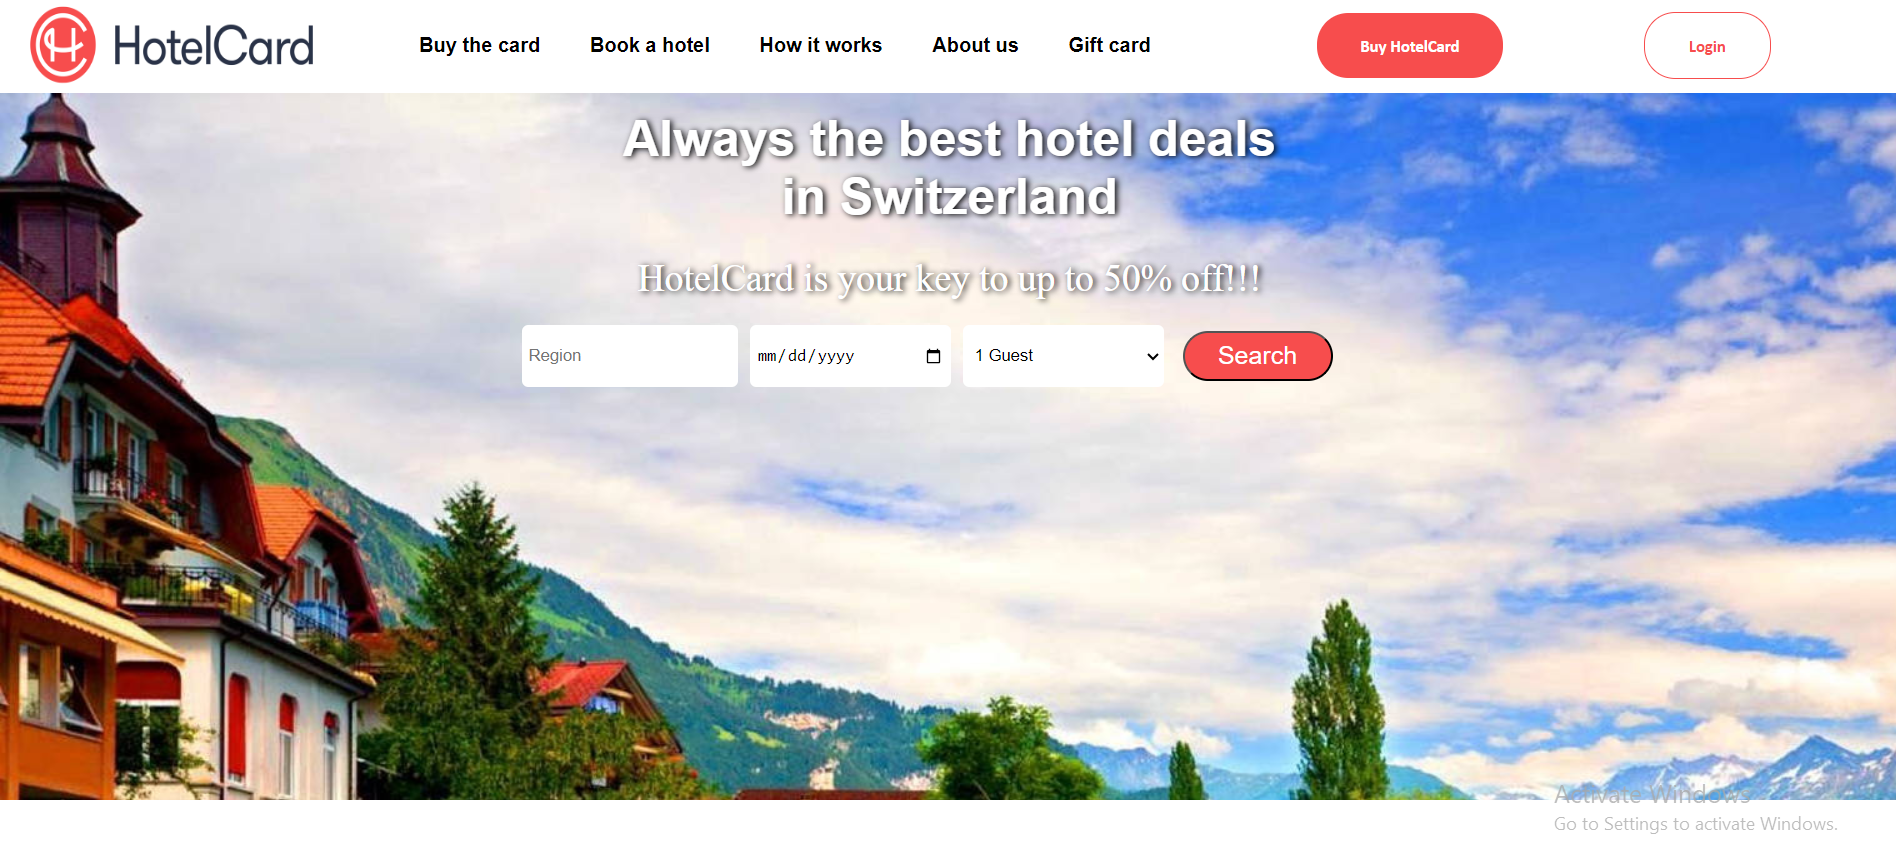 HotelCard
Buy the card
Book a hotel
How it works
About us
Gift card
Buy HotelCard
Login
Always the best hotel deals
in Switzerland
HotelCard is your key to up to 50% off!!!
Region
mm/dd/yyyy
1 Guest
Search
Activate Windows
Go to Settings to activate Windows.